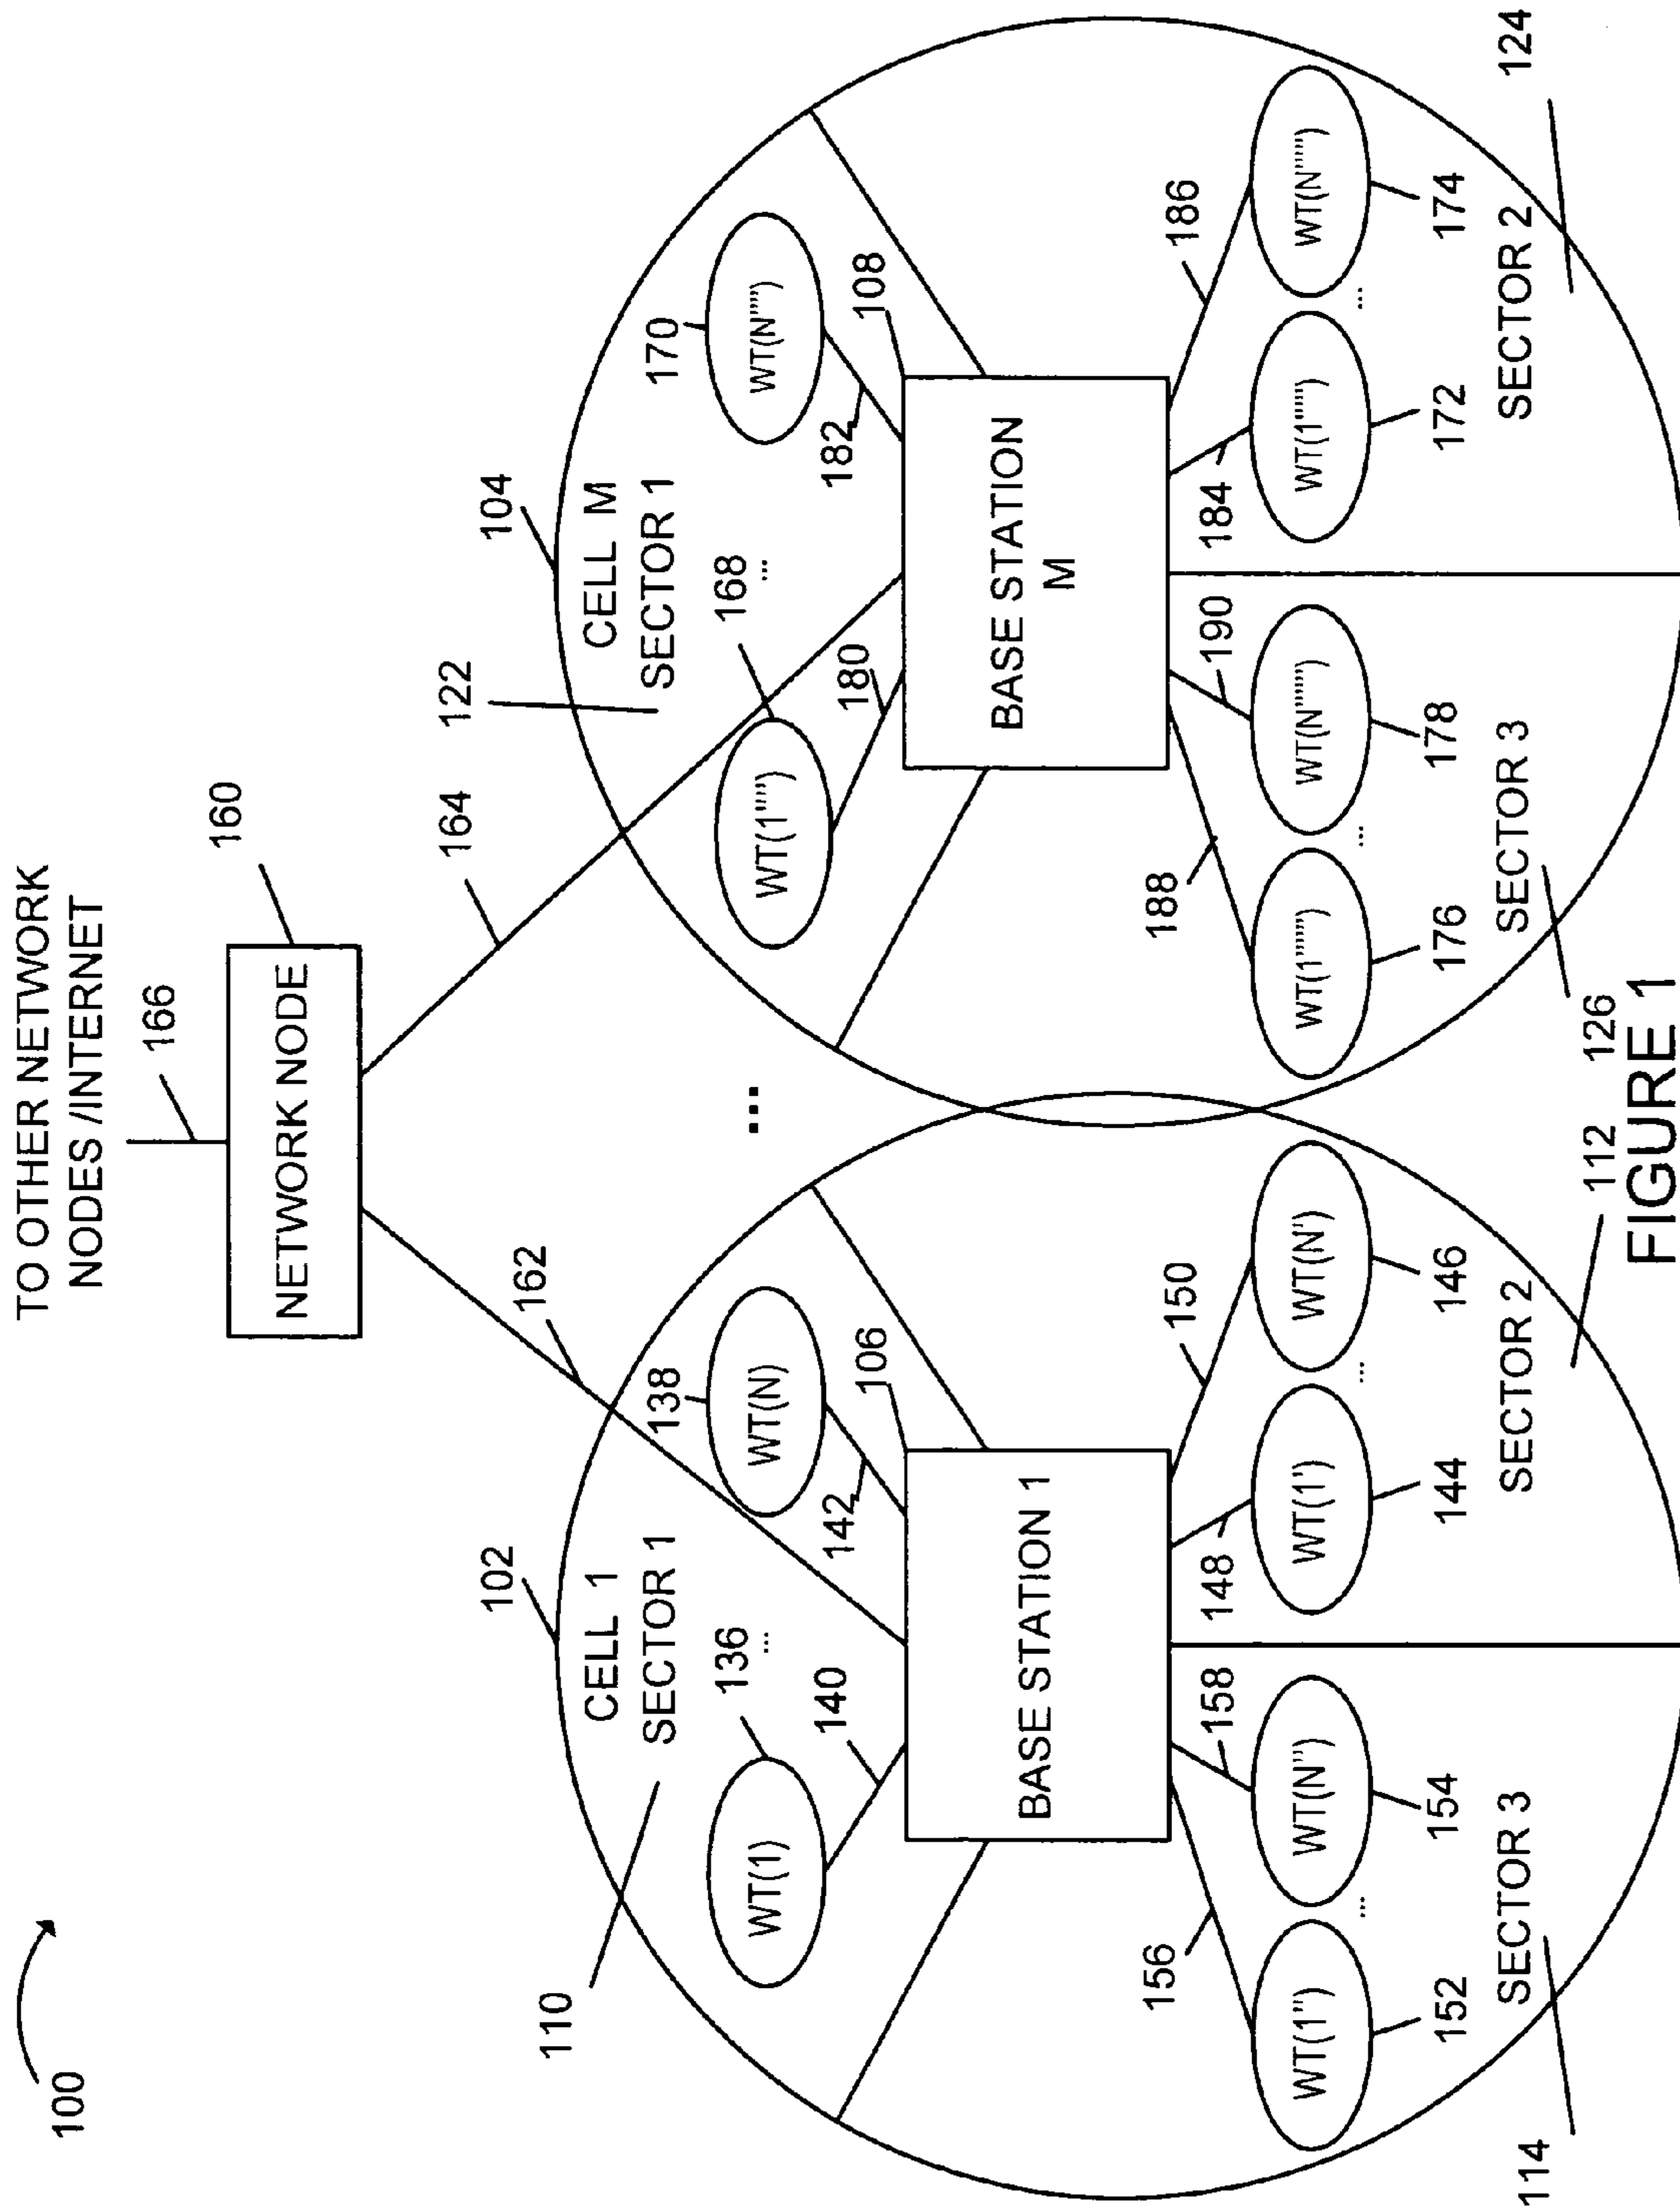 100
TO OTHER NETWORK
NODES /INTERNET
166
NETWORK NODE
160
162
164
102
CELL 1
SECTOR 1
110
136
...
138
WT(1)
WT(N)
140
142
106
BASE STATION 1
156
158
148
150
WT(1")
...
WT(N")
WT(1')
...
WT(N')
152
154
144
146
SECTOR 3
SECTOR 2
114
112
...
104
CELL M
SECTOR 1
122
168
...
170
WT(1"")
WT(N"")
180
182
108
BASE STATION
M
188
190
184
186
WT(1""")
...
WT(N""")
WT(1""')
...
WT(N""')
176
178
172
174
SECTOR 3
SECTOR 2
126
124
FIGURE 1